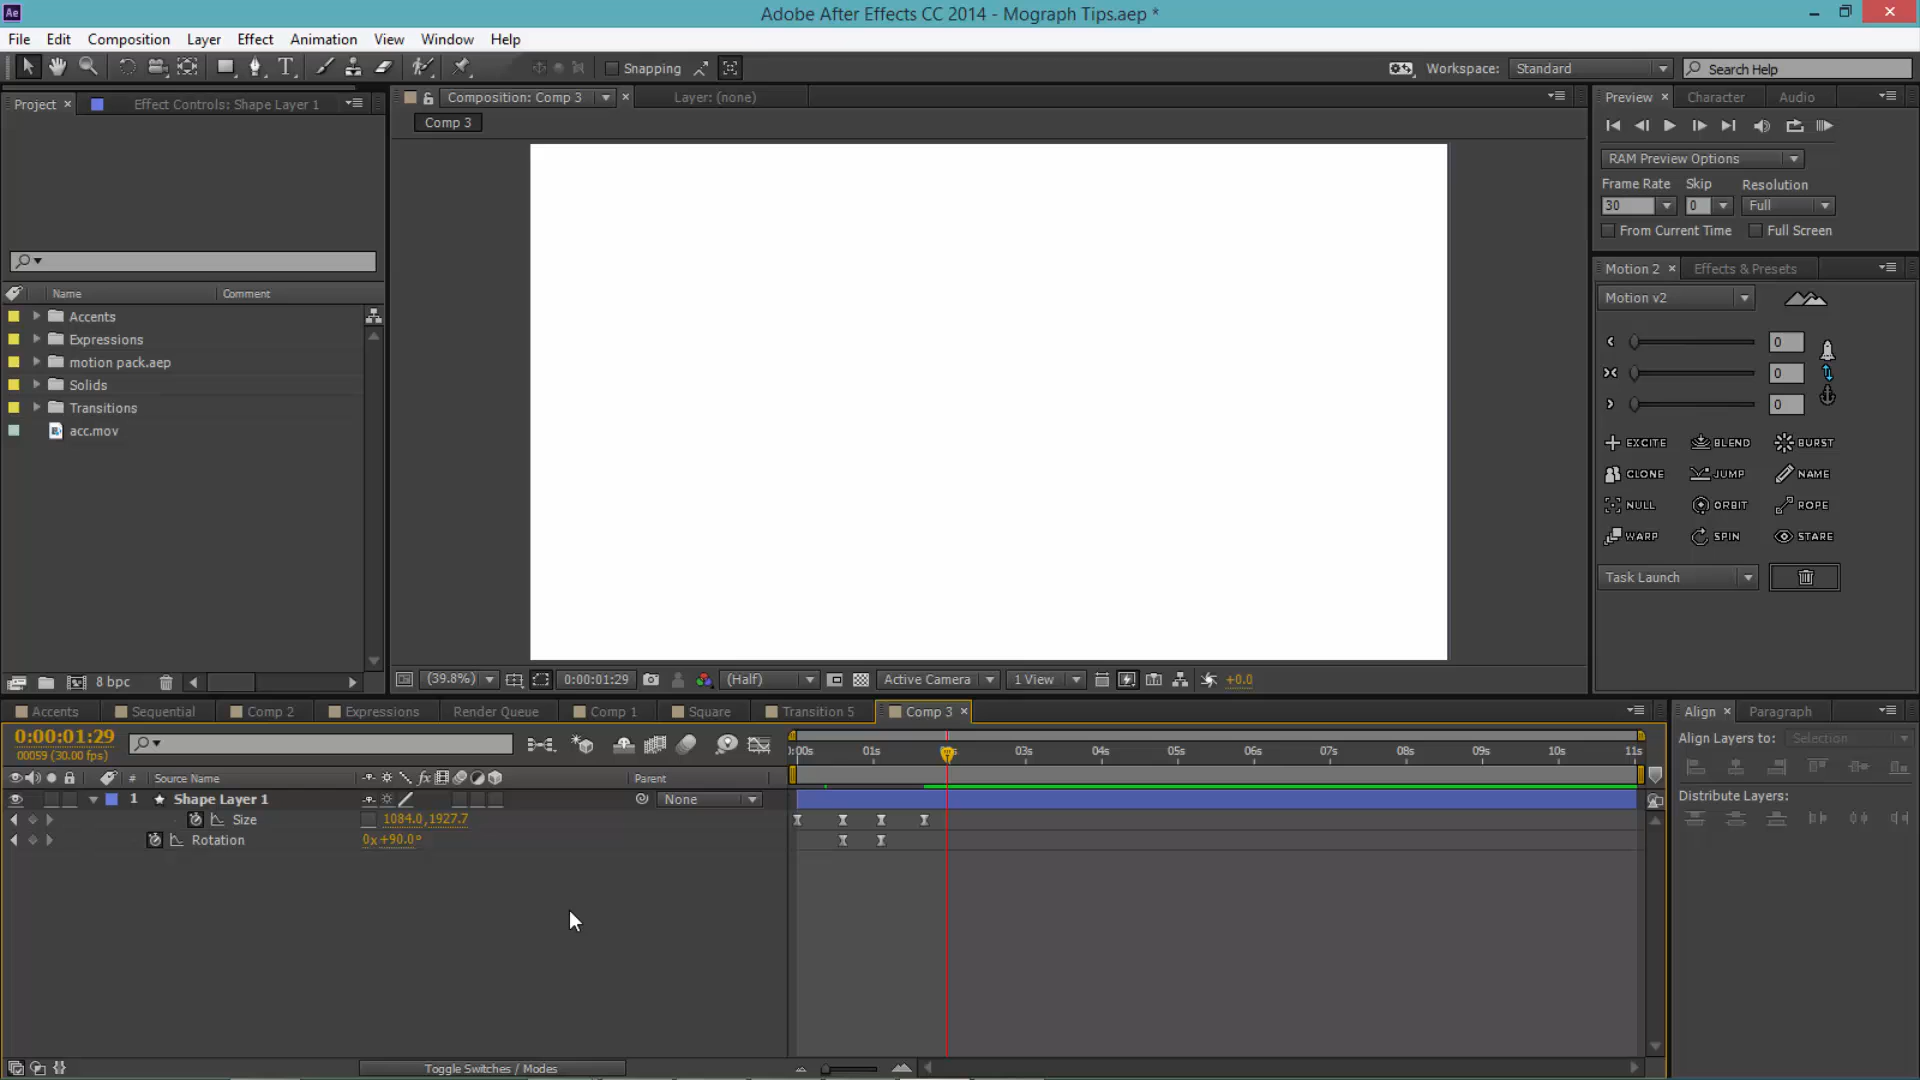 Ae
Adobe After Effects CC 2014 - Mograph Tips.aep *
File Edit Composition Layer Effect Animation View Window Help
Snapping
Workspace: Standard
Search Help
Project × Effect Controls: Shape Layer 1
Composition: Comp 3 × Layer: (none)
Comp 3
Preview × Character Audio
RAM Preview Options
Frame Rate Skip Resolution
30 0 Full
From Current Time Full Screen
Name Comment
Accents
Expressions
motion pack.aep
Solids
Transitions
acc.mov
Motion 2 × Effects & Presets
Motion v2
0
0
0
EXCITE BLEND BURST
CLONE JUMP NAME
NULL ORBIT ROPE
WARP SPIN STARE
Task Launch
8 bpc
(39.8%) 0:00:01:29 (Half) Active Camera 1 View +0.0
Accents Sequential Comp 2 Expressions Render Queue Comp 1 Square Transition 5 Comp 3 ×
Align × Paragraph
0:00:01:29
00059 (30.00 fps)
:00s 01s 03s 04s 05s 06s 07s 08s 09s 10s 11s
Align Layers to: Selection
# Source Name fx Parent
1 Shape Layer 1 None
Distribute Layers:
Size 1084.0,1927.7
Rotation 0x+90.0°
Toggle Switches / Modes